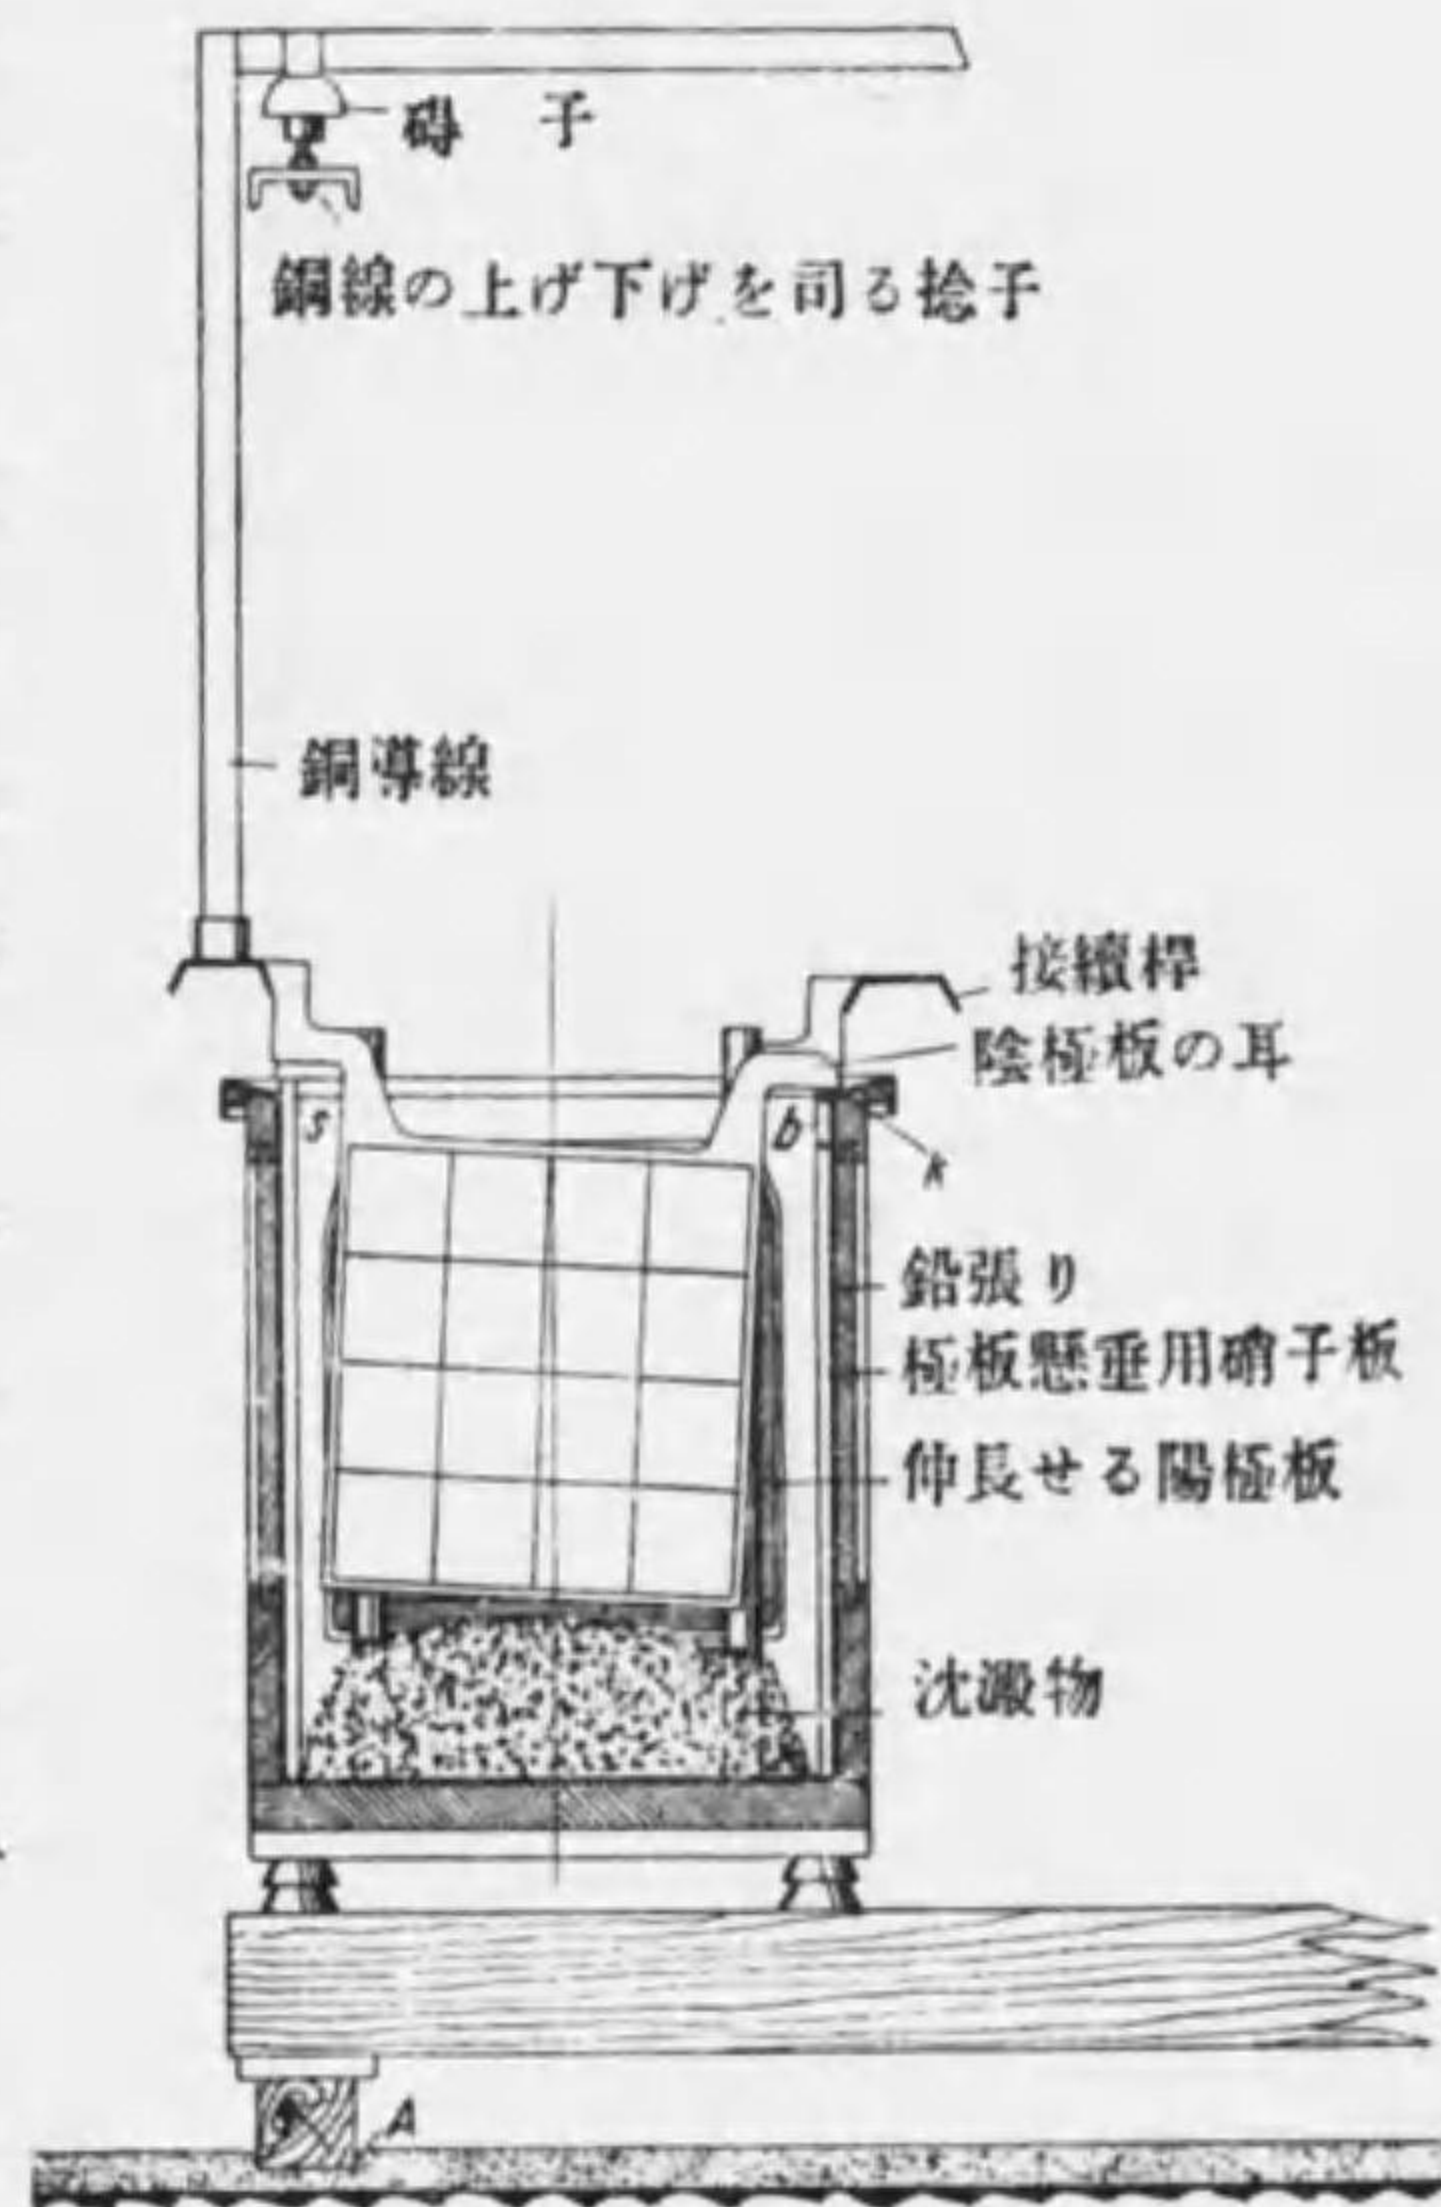 碍 子
銅線の上げ下げを司る捻子
銅導線
接續桿
陰極板の耳
s
b
k
鉛張り
極板懸垂用硝子板
伸長せる陽極板
沈澱物
A